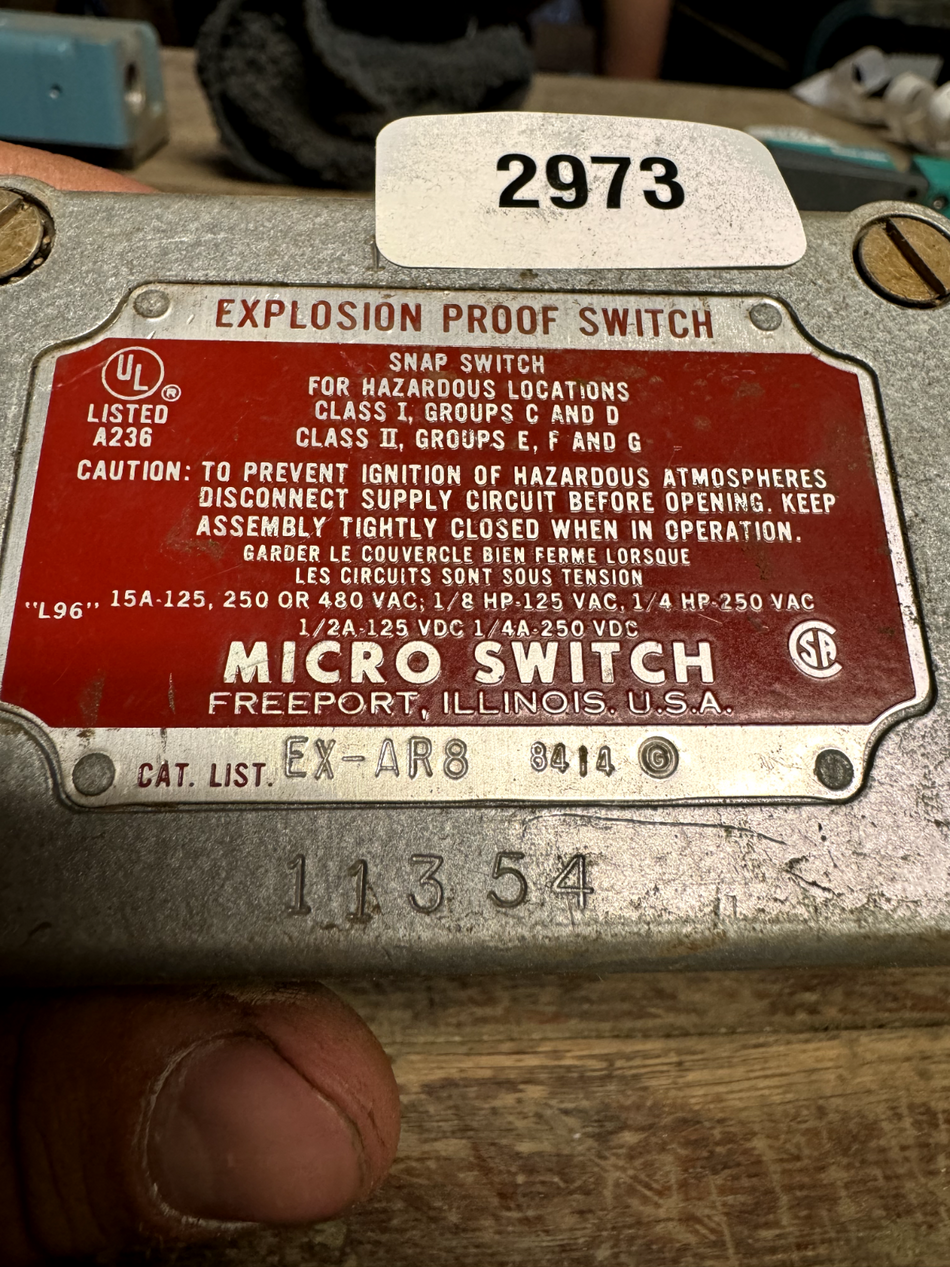 2973
EXPLOSION PROOF SWITCH
UL ®
LISTED
A236
SNAP SWITCH
FOR HAZARDOUS LOCATIONS
CLASS I, GROUPS C AND D
CLASS II, GROUPS E, F AND G
CAUTION: TO PREVENT IGNITION OF HAZARDOUS ATMOSPHERES
DISCONNECT SUPPLY CIRCUIT BEFORE OPENING. KEEP
ASSEMBLY TIGHTLY CLOSED WHEN IN OPERATION.
GARDER LE COUVERCLE BIEN FERME LORSQUE
LES CIRCUITS SONT SOUS TENSION
"L96" 15A-125, 250 OR 480 VAC; 1/8 HP-125 VAC, 1/4 HP-250 VAC
1/2A-125 VDC 1/4A-250 VDC
MICRO SWITCH
SA
FREEPORT, ILLINOIS. U.S.A.
CAT. LIST. EX-AR8 8414 G
11354